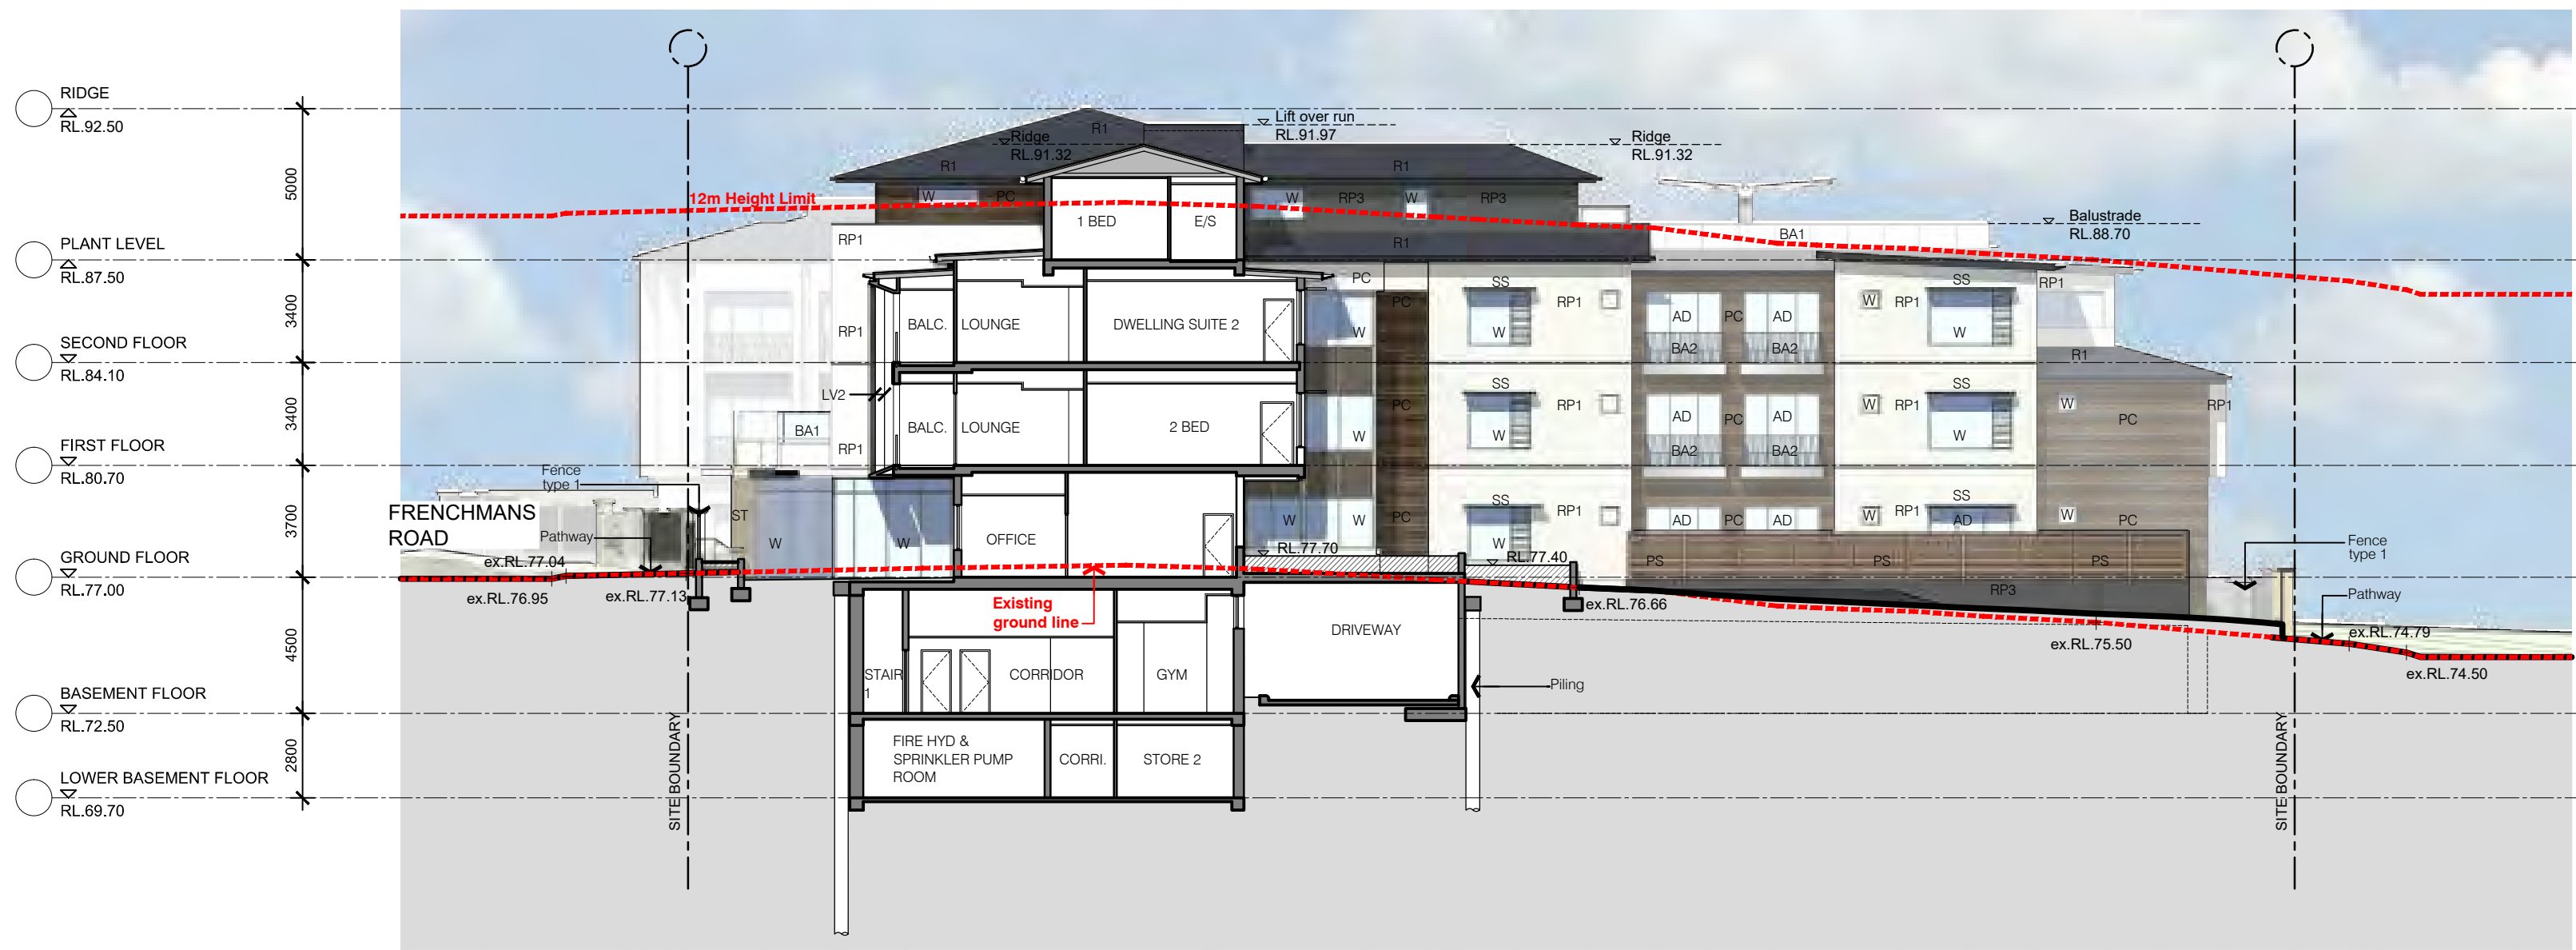 RIDGE
RL.92.50
PLANT LEVEL
RL.87.50
SECOND FLOOR
RL.84.10
FIRST FLOOR
RL.80.70
GROUND FLOOR
RL.77.00
BASEMENT FLOOR
RL.72.50
LOWER BASEMENT FLOOR
RL.69.70
5000
3400
3400
3700
4500
2800
FRENCHMANS
ROAD
12m Height Limit
Ridge
RL.91.32
Lift over run
RL.91.97
Ridge
RL.91.32
Balustrade
RL.88.70
R1
R1
R1
W
PC
W
RP3
W
RP3
1 BED
E/S
RP1
R1
BA1
PC
SS
SS
RP1
RP1
BALC.
LOUNGE
DWELLING SUITE 2
PC
RP1
W
W
W
AD
PC
AD
W
RP1
W
BA2
BA2
R1
LV2
BA1
RP1
BALC.
LOUNGE
2 BED
W
PC
SS
RP1
W
AD
PC
AD
BA2
BA2
W
RP1
SS
W
W
PC
RP1
Fence
type 1
Pathway
ST
W
W
OFFICE
W
W
PC
SS
RP1
W
AD
PC
AD
W
RP1
SS
AD
W
PC
RL.77.70
RL.77.40
PS
PS
PS
RP3
Fence
type 1
Pathway
ex.RL.77.04
ex.RL.76.95
ex.RL.77.13
Existing
ground line
ex.RL.76.66
ex.RL.75.50
ex.RL.74.79
ex.RL.74.50
STAIR
1
CORRIDOR
GYM
DRIVEWAY
Piling
FIRE HYD &
SPRINKLER PUMP
ROOM
CORRI.
STORE 2
SITE BOUNDARY
SITE BOUNDARY